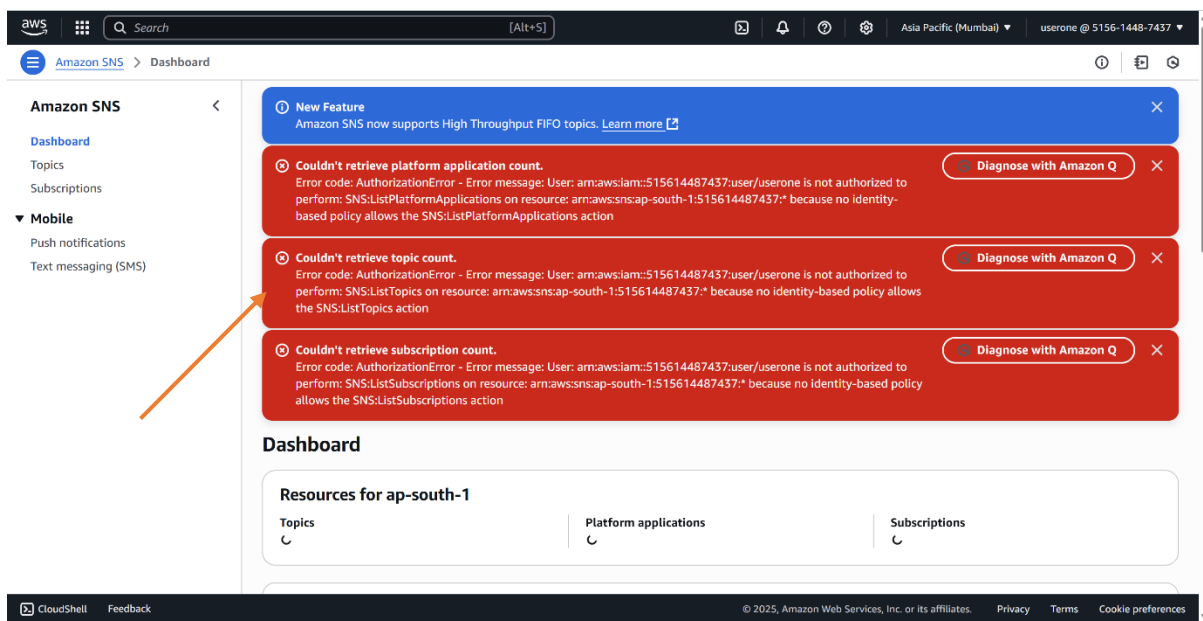 aws
Search [Alt+S]
Asia Pacific (Mumbai) ▼ userone @ 5156-1448-7437 ▼
Amazon SNS > Dashboard
Amazon SNS
Dashboard
Topics
Subscriptions
Mobile
Push notifications
Text messaging (SMS)
New Feature
Amazon SNS now supports High Throughput FIFO topics. Learn more
Couldn't retrieve platform application count.
Diagnose with Amazon Q
Error code: AuthorizationError - Error message: User: arn:aws:iam::515614487437:user/userone is not authorized to
perform: SNS:ListPlatformApplications on resource: arn:aws:sns:ap-south-1:515614487437:* because no identity-
based policy allows the SNS:ListPlatformApplications action
Couldn't retrieve topic count.
Diagnose with Amazon Q
Error code: AuthorizationError - Error message: User: arn:aws:iam::515614487437:user/userone is not authorized to
perform: SNS:ListTopics on resource: arn:aws:sns:ap-south-1:515614487437:* because no identity-based policy allows
the SNS:ListTopics action
Couldn't retrieve subscription count.
Diagnose with Amazon Q
Error code: AuthorizationError - Error message: User: arn:aws:iam::515614487437:user/userone is not authorized to
perform: SNS:ListSubscriptions on resource: arn:aws:sns:ap-south-1:515614487437:* because no identity-based policy
allows the SNS:ListSubscriptions action
Dashboard
Resources for ap-south-1
Topics
Platform applications
Subscriptions
CloudShell Feedback
© 2025, Amazon Web Services, Inc. or its affiliates. Privacy Terms Cookie preferences